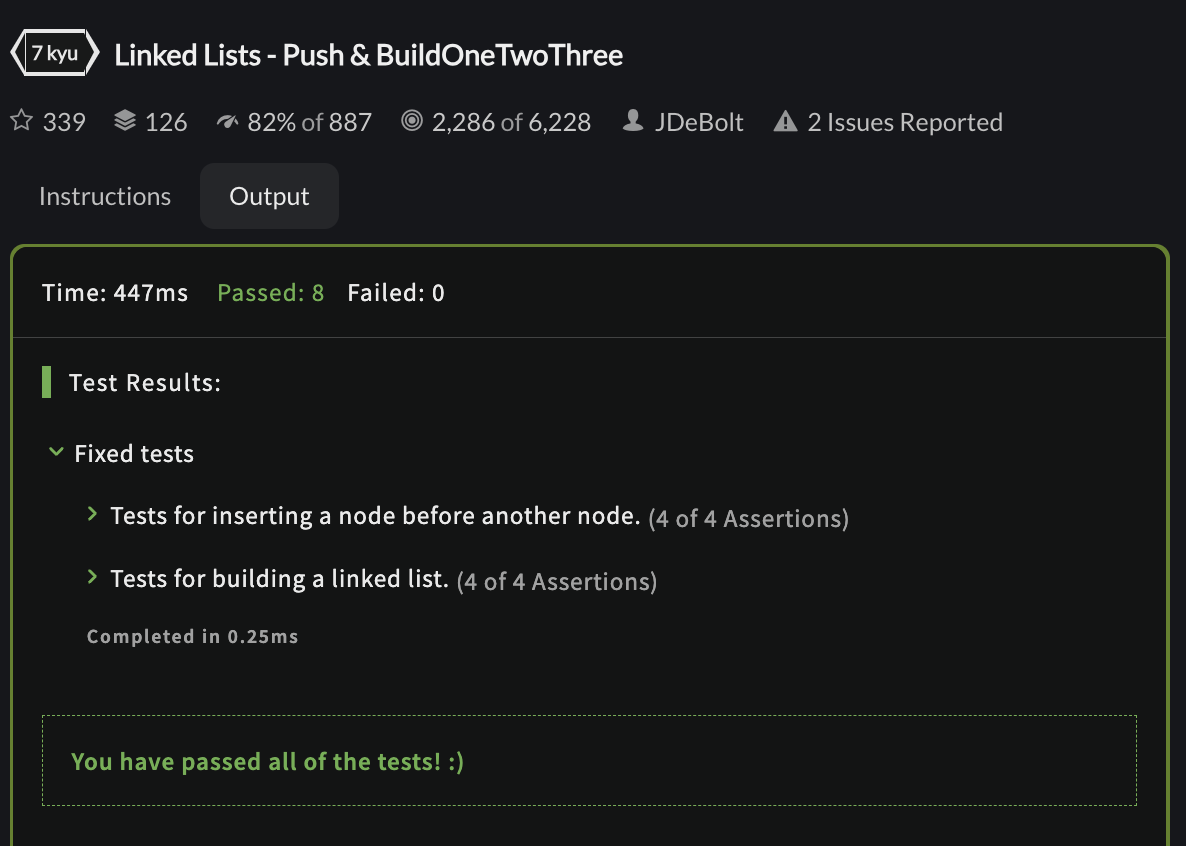 7 kyu Linked Lists - Push & BuildOneTwoThree
339 126 82% of 887 2,286 of 6,228 JDeBolt 2 Issues Reported
Instructions Output
Time: 447ms Passed: 8 Failed: 0
Test Results:
Fixed tests
Tests for inserting a node before another node. (4 of 4 Assertions)
Tests for building a linked list. (4 of 4 Assertions)
Completed in 0.25ms
You have passed all of the tests! :)